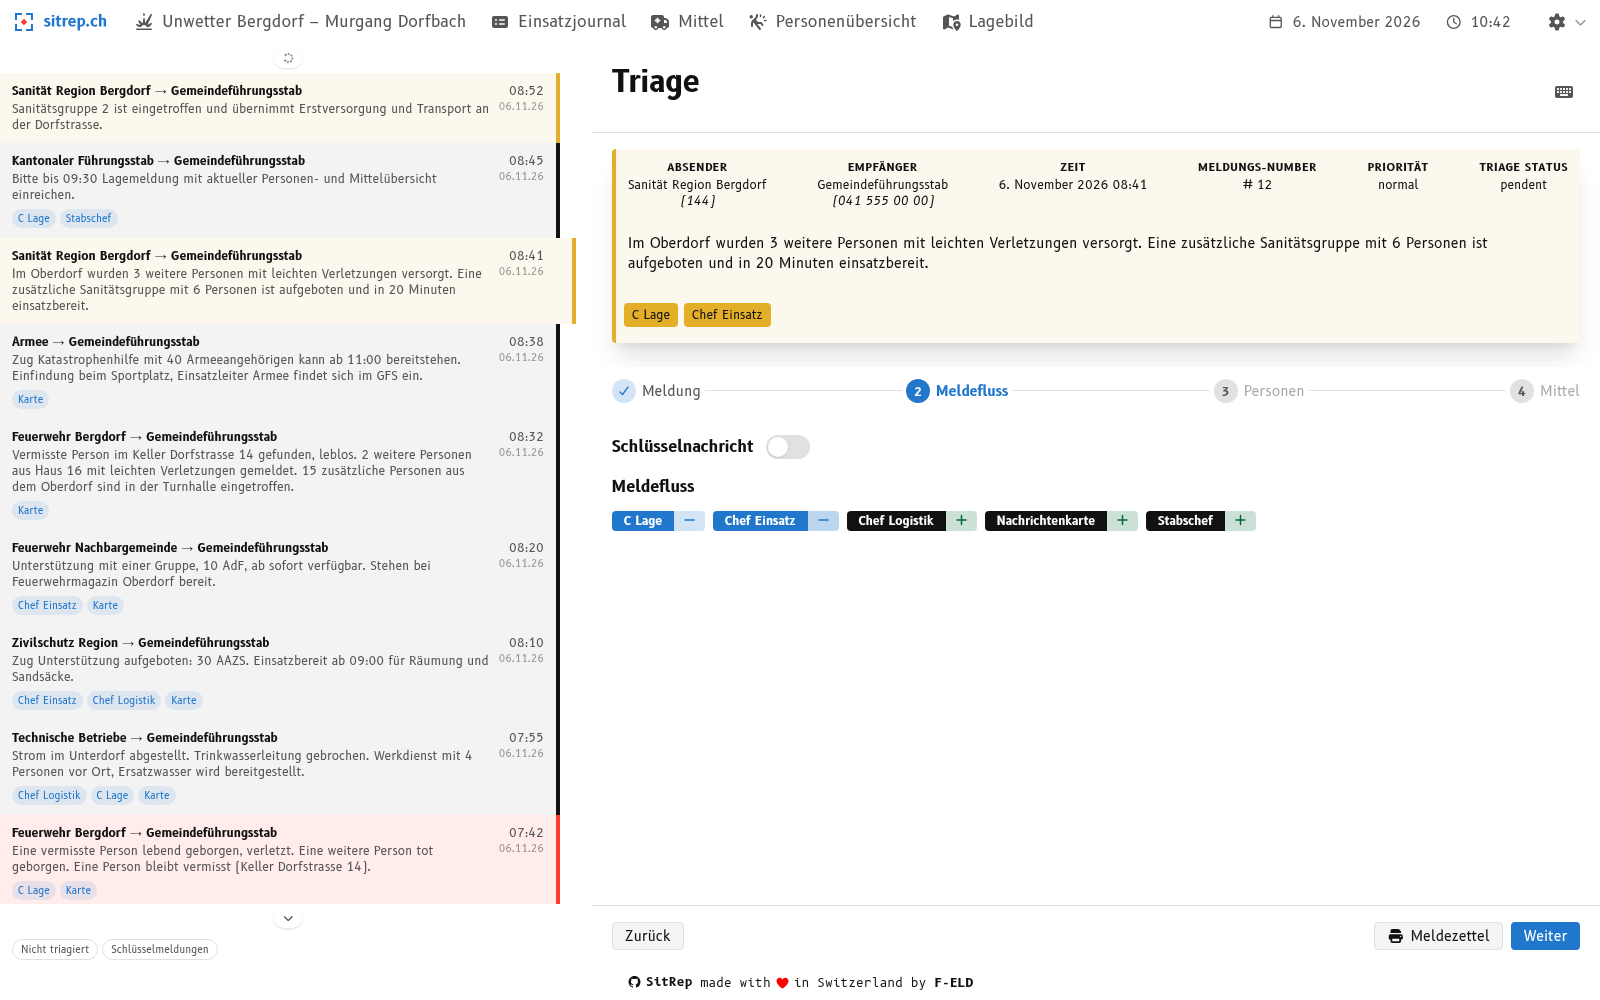 sitrep.ch Unwetter Bergdorf – Murgang Dorfbach Einsatzjournal Mittel Personenübersicht Lagebild 6. November 2026 10:42
Sanität Region Bergdorf → Gemeindeführungsstab 08:52
Sanitätsgruppe 2 ist eingetroffen und übernimmt Erstversorgung und Transport an 06.11.26
der Dorfstrasse.
Kantonaler Führungsstab → Gemeindeführungsstab 08:45
Bitte bis 09:30 Lagemeldung mit aktueller Personen- und Mittelübersicht 06.11.26
einreichen.
C Lage Stabschef
Sanität Region Bergdorf → Gemeindeführungsstab 08:41
Im Oberdorf wurden 3 weitere Personen mit leichten Verletzungen versorgt. Eine 06.11.26
zusätzliche Sanitätsgruppe mit 6 Personen ist aufgeboten und in 20 Minuten
einsatzbereit.
Armee → Gemeindeführungsstab 08:38
Zug Katastrophenhilfe mit 40 Armeeangehörigen kann ab 11:00 bereitstehen. 06.11.26
Einfindung beim Sportplatz, Einsatzleiter Armee findet sich im GFS ein.
Karte
Feuerwehr Bergdorf → Gemeindeführungsstab 08:32
Vermisste Person im Keller Dorfstrasse 14 gefunden, leblos. 2 weitere Personen 06.11.26
aus Haus 16 mit leichten Verletzungen gemeldet. 15 zusätzliche Personen aus
dem Oberdorf sind in der Turnhalle eingetroffen.
Karte
Feuerwehr Nachbargemeinde → Gemeindeführungsstab 08:20
Unterstützung mit einer Gruppe, 10 AdF, ab sofort verfügbar. Stehen bei 06.11.26
Feuerwehrmagazin Oberdorf bereit.
Chef Einsatz Karte
Zivilschutz Region → Gemeindeführungsstab 08:10
Zug Unterstützung aufgeboten: 30 AAZS. Einsatzbereit ab 09:00 für Räumung und 06.11.26
Sandsäcke.
Chef Einsatz Chef Logistik Karte
Technische Betriebe → Gemeindeführungsstab 07:55
Strom im Unterdorf abgestellt. Trinkwasserleitung gebrochen. Werkdienst mit 4 06.11.26
Personen vor Ort, Ersatzwasser wird bereitgestellt.
Chef Logistik C Lage Karte
Feuerwehr Bergdorf → Gemeindeführungsstab 07:42
Eine vermisste Person lebend geborgen, verletzt. Eine weitere Person tot 06.11.26
geborgen. Eine Person bleibt vermisst (Keller Dorfstrasse 14).
C Lage Karte
Nicht triagiert Schlüsselmeldungen
Triage
ABSENDER EMPFÄNGER ZEIT MELDUNGS-NUMBER PRIORITÄT TRIAGE STATUS
Sanität Region Bergdorf Gemeindeführungsstab 6. November 2026 08:41 # 12 normal pendent
(144) (041 555 00 00)
Im Oberdorf wurden 3 weitere Personen mit leichten Verletzungen versorgt. Eine zusätzliche Sanitätsgruppe mit 6 Personen ist
aufgeboten und in 20 Minuten einsatzbereit.
C Lage Chef Einsatz
Meldung 2 Meldefluss 3 Personen 4 Mittel
Schlüsselnachricht
Meldefluss
C Lage − Chef Einsatz − Chef Logistik + Nachrichtenkarte + Stabschef +
Zurück Meldezettel Weiter
SitRep made with ❤ in Switzerland by F-ELD